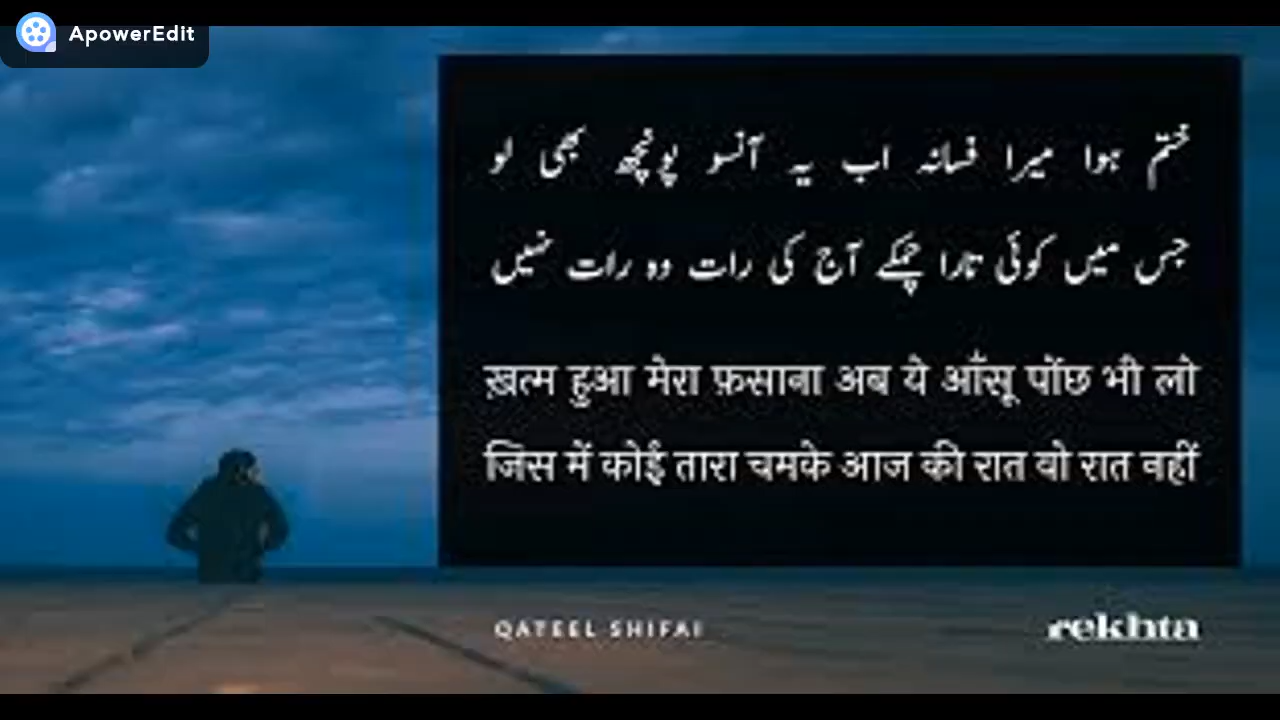 ApowerEdit
ختم ہوا میرا فسانہ اب یہ آنسو پونچھ بھی لو
جس میں کوئی تارا چمکے آج کی رات وہ رات نہیں
ख़त्म हुआ मेरा फ़साना अब ये आँसू पोंछ भी लो
जिस में कोई तारा चमके आज की रात वो रात नहीं
QATEEL SHIFAI
rekhta